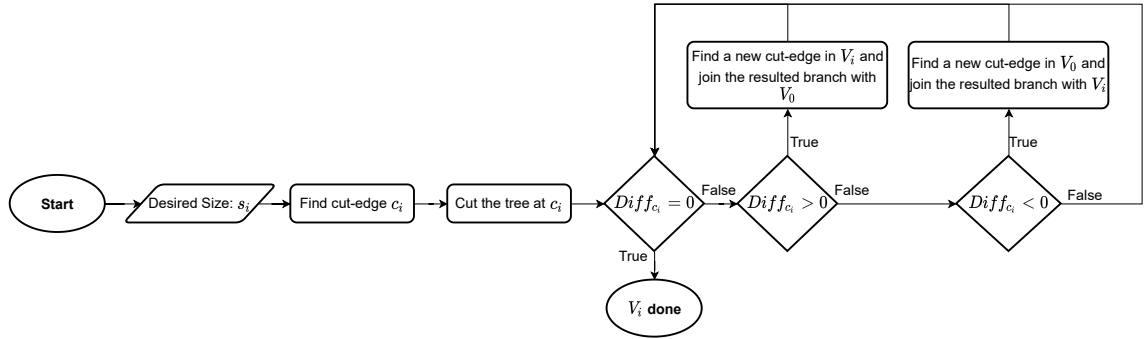 Find a new cut-edge in V_i and
join the resulted branch with
V_0
Find a new cut-edge in V_0 and
join the resulted branch with V_i
True
True
Start
Desired Size: s_i
Find cut-edge c_i
Cut the tree at c_i
Diff_{c_i} = 0
False
Diff_{c_i} > 0
False
Diff_{c_i} < 0
False
True
V_i done